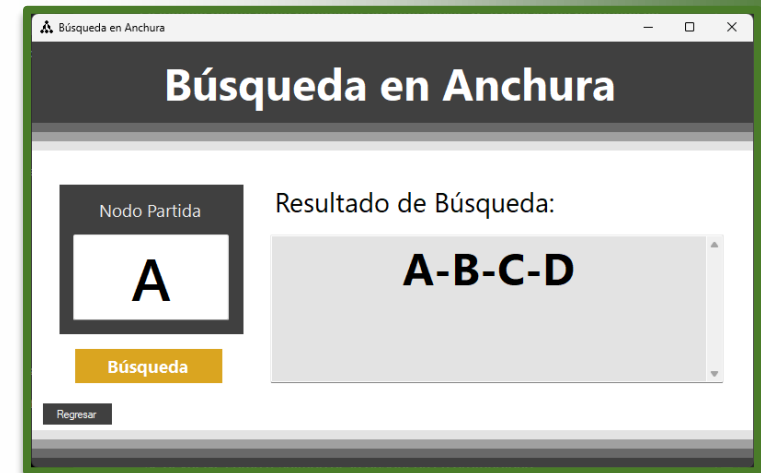 Búsqueda en Anchura
Búsqueda en Anchura
Nodo Partida
A
Búsqueda
Resultado de Búsqueda:
A-B-C-D
Regresar